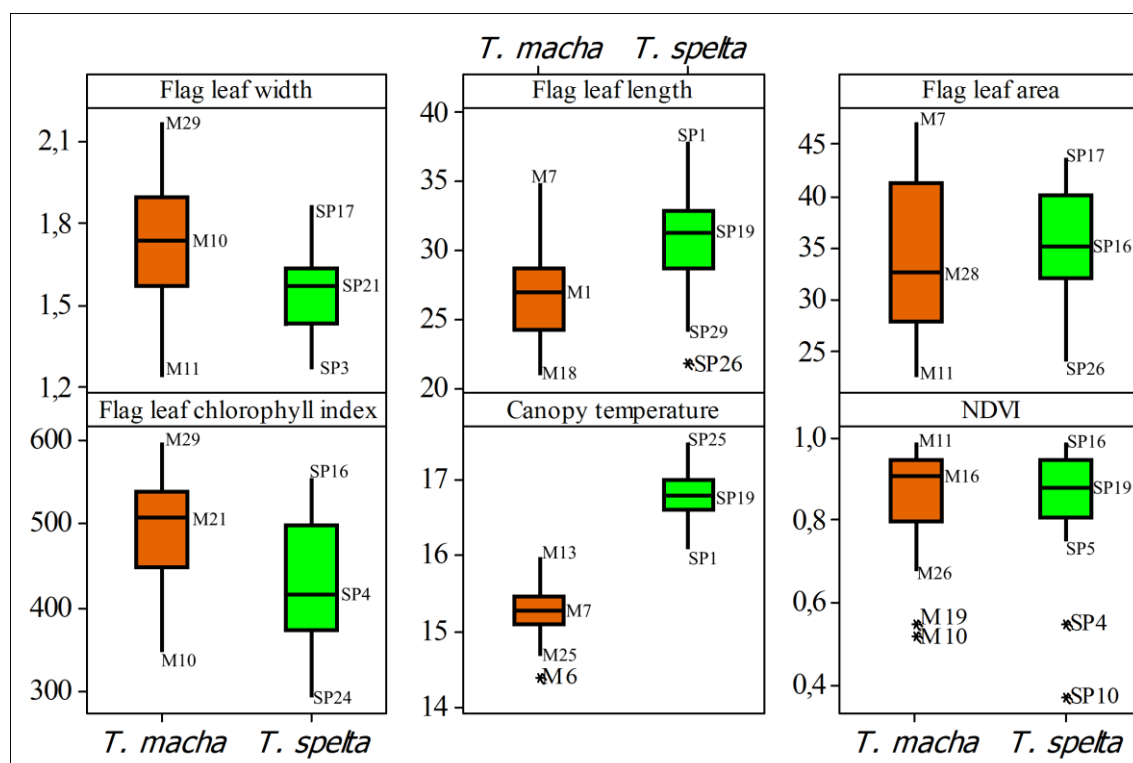 T. macha T. spelta
Flag leaf width Flag leaf length Flag leaf area
2,1
1,8
1,5
1,2
M29
M10
M11
SP17
SP21
SP3
40
35
30
25
20
M7
M1
M18
SP1
SP19
SP29
SP26
45
40
35
30
25
M7
M28
M11
SP17
SP16
SP26
Flag leaf chlorophyll index Canopy temperature NDVI
600
500
400
300
M29
M21
M10
SP16
SP4
SP24
17
16
15
14
M13
M7
M25
M6
SP25
SP19
SP1
1,0
0,8
0,6
0,4
M11
M16
M26
M19
M10
SP16
SP19
SP5
SP4
SP10
T. macha T. spelta T. macha T. spelta